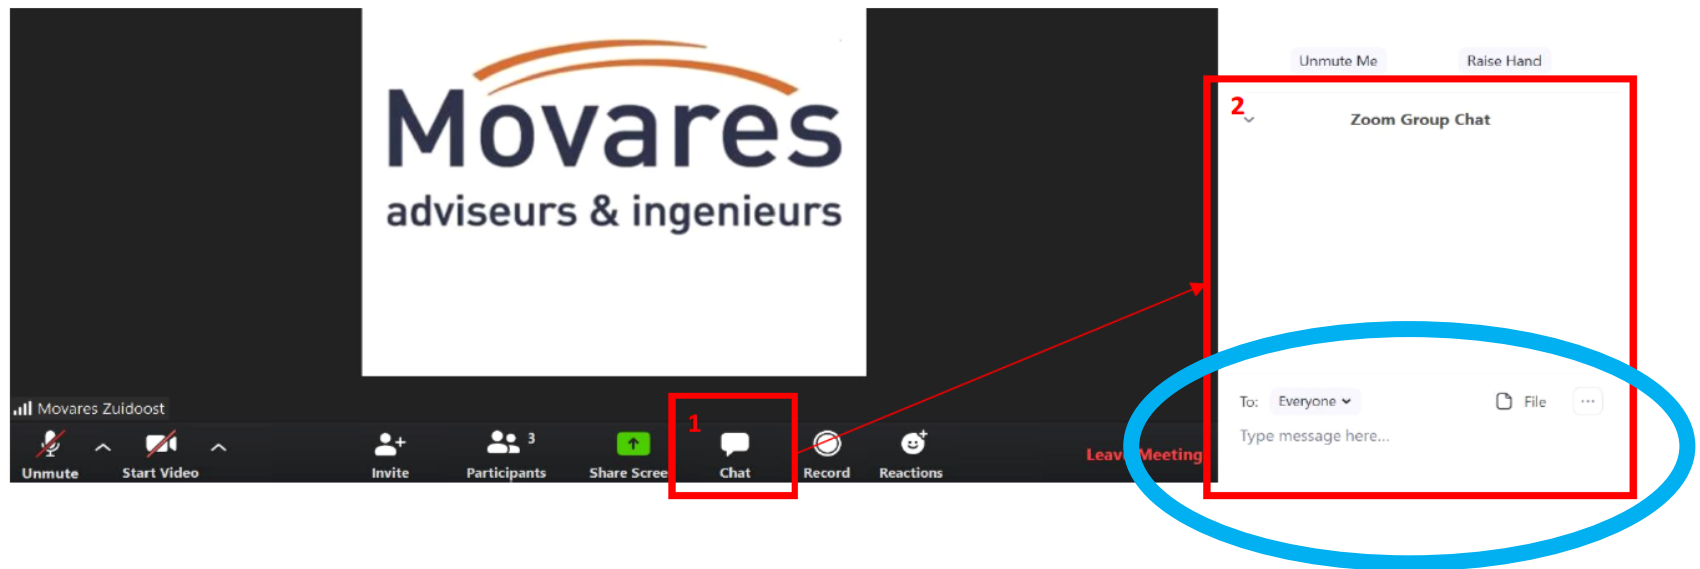 Movares
adviseurs & ingenieurs
Movares Zuidoost
Unmute
Start Video
Invite
3
Participants
Share Scree
1
Chat
Record
Reactions
Leave Meeting
Unmute Me
Raise Hand
2
Zoom Group Chat
To: Everyone
File
...
Type message here...